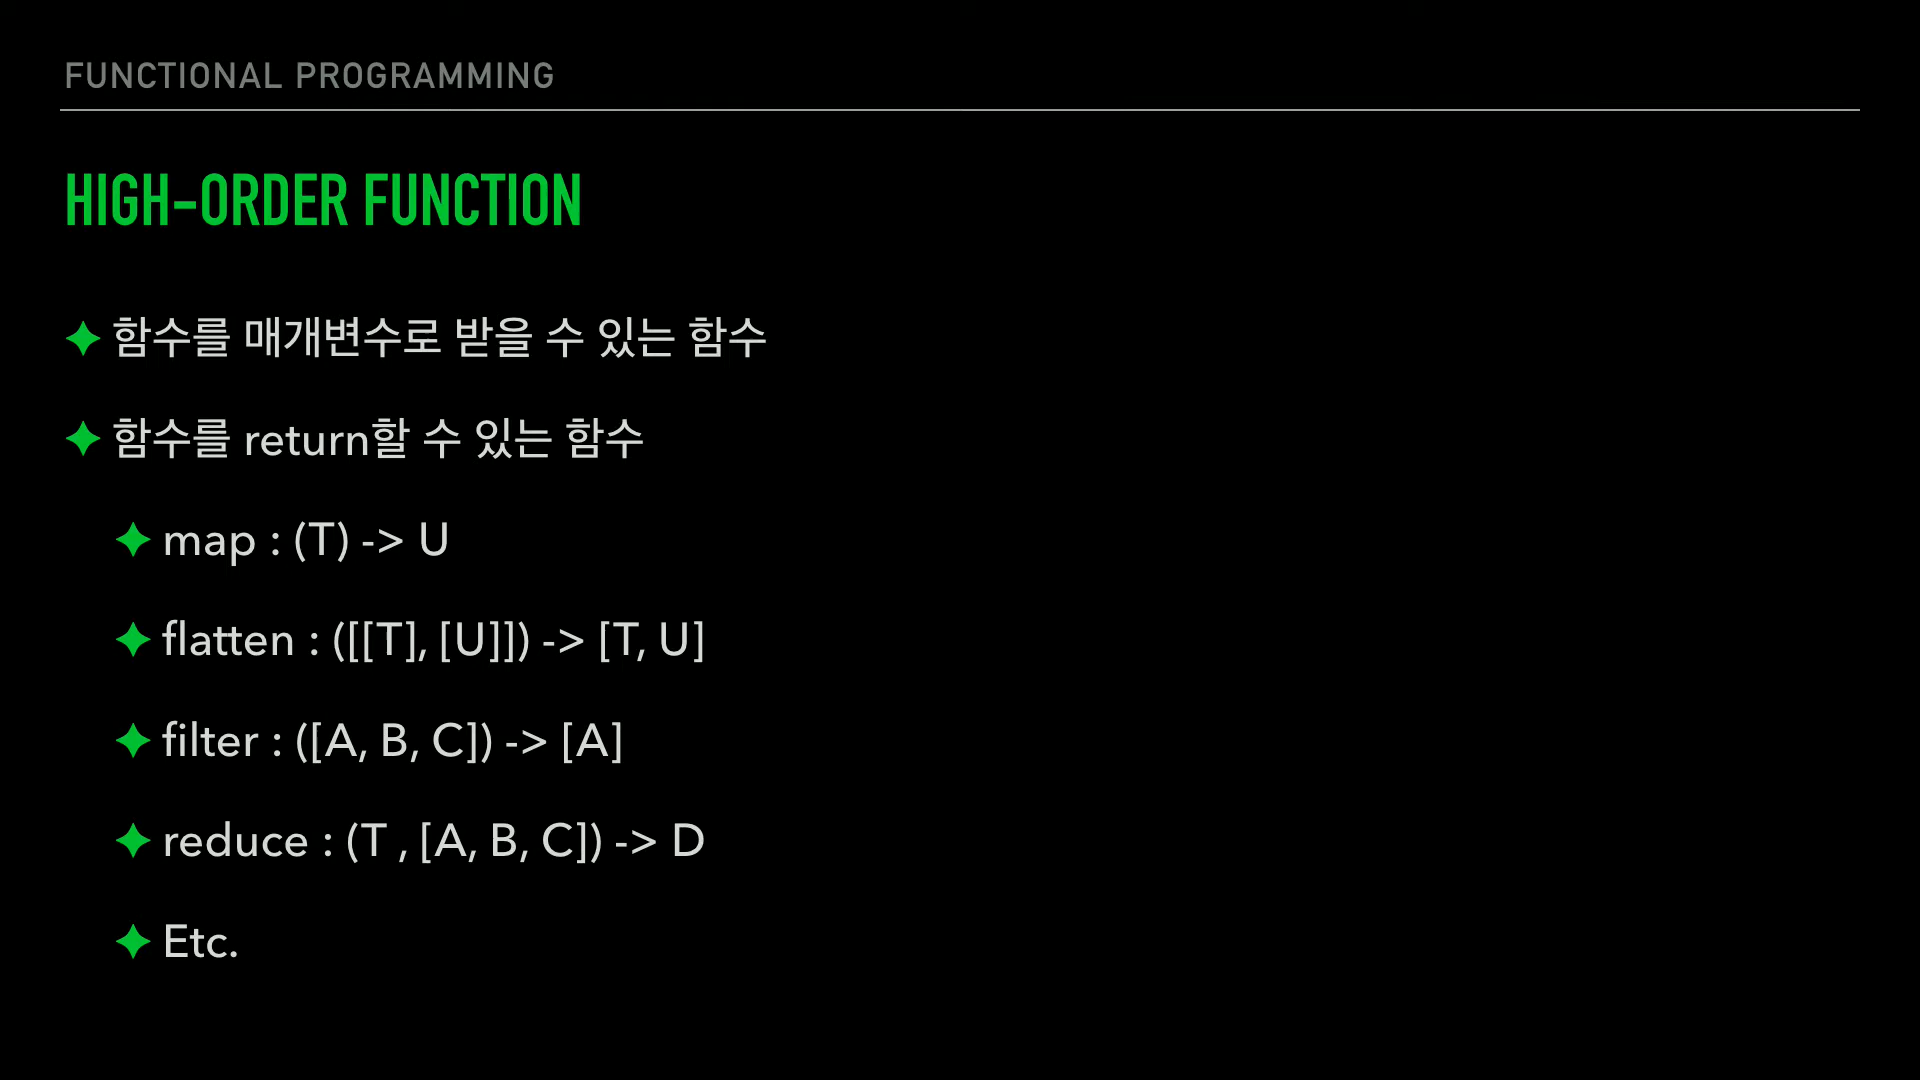 FUNCTIONAL PROGRAMMING
HIGH-ORDER FUNCTION
함수를 매개변수로 받을 수 있는 함수
함수를 return할 수 있는 함수
map : (T) -> U
flatten : ([[T], [U]]) -> [T, U]
filter : ([A, B, C]) -> [A]
reduce : (T , [A, B, C]) -> D
Etc.